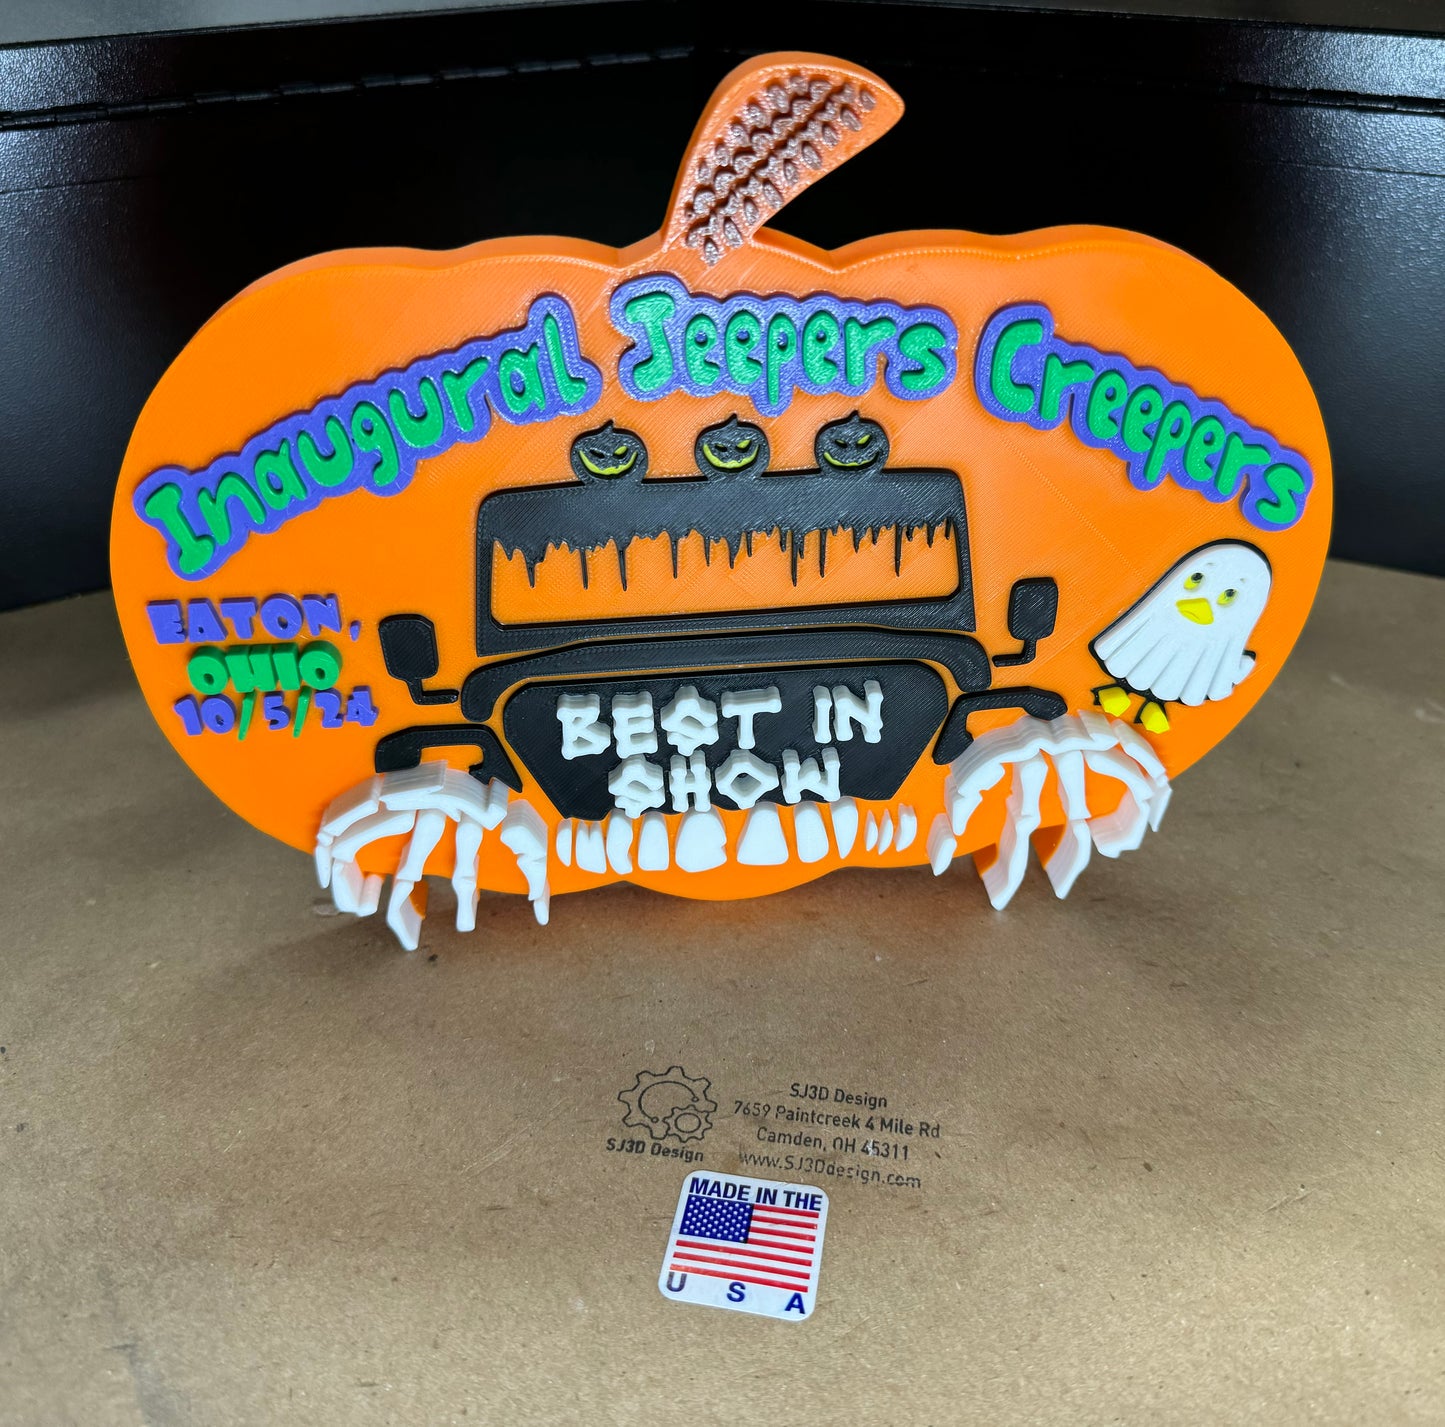 Inaugural Jeepers Creepers
EATON,
OHIO
10/5/24
BEST IN
SHOW
SJ3D Design
SJ3D Design
7659 Paintcreek 4 Mile Rd
Camden, OH 45311
www.SJ3Ddesign.com
MADE IN THE
U S A